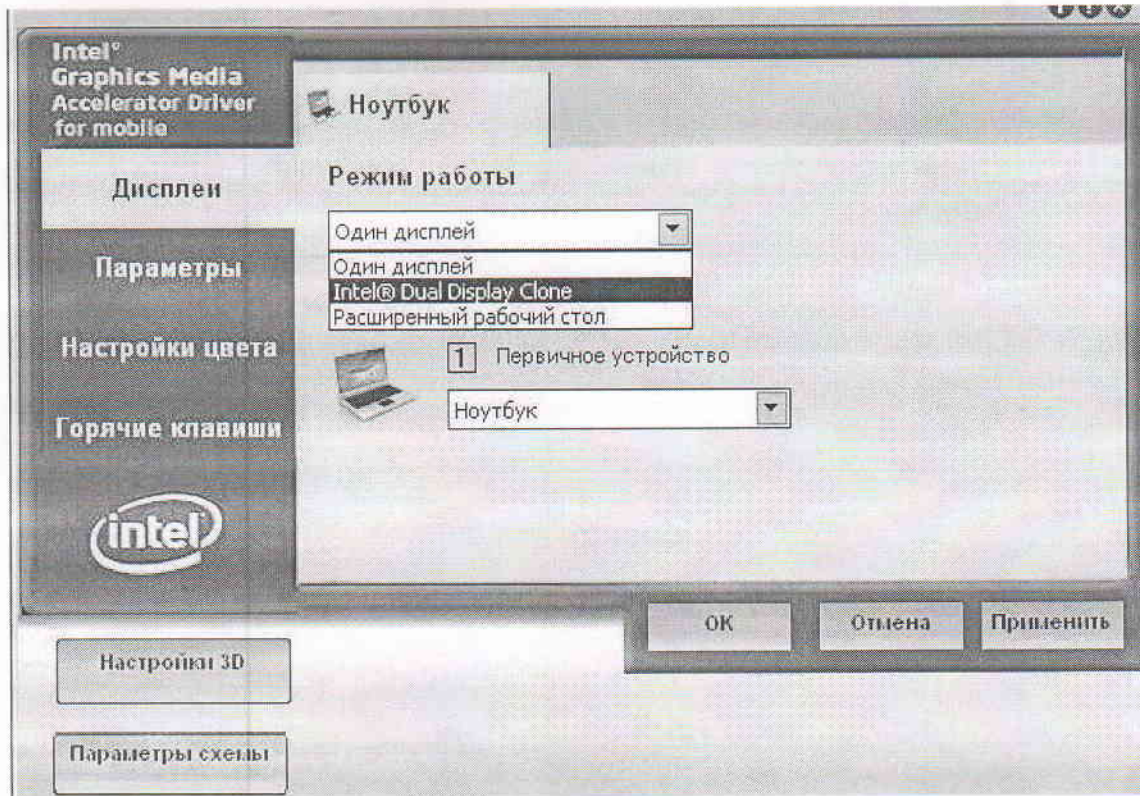 Intel®
Graphics Media
Accelerator Driver
for mobile
Ноутбук
Дисплеи
Режим работы
Один дисплей
Один дисплей
Intel® Dual Display Clone
Расширенный рабочий стол
Параметры
Настройки цвета
1 Первичное устройство
Ноутбук
Горячие клавиши
intel
ОК
Отмена
Применить
Настройки 3D
Параметры схемы